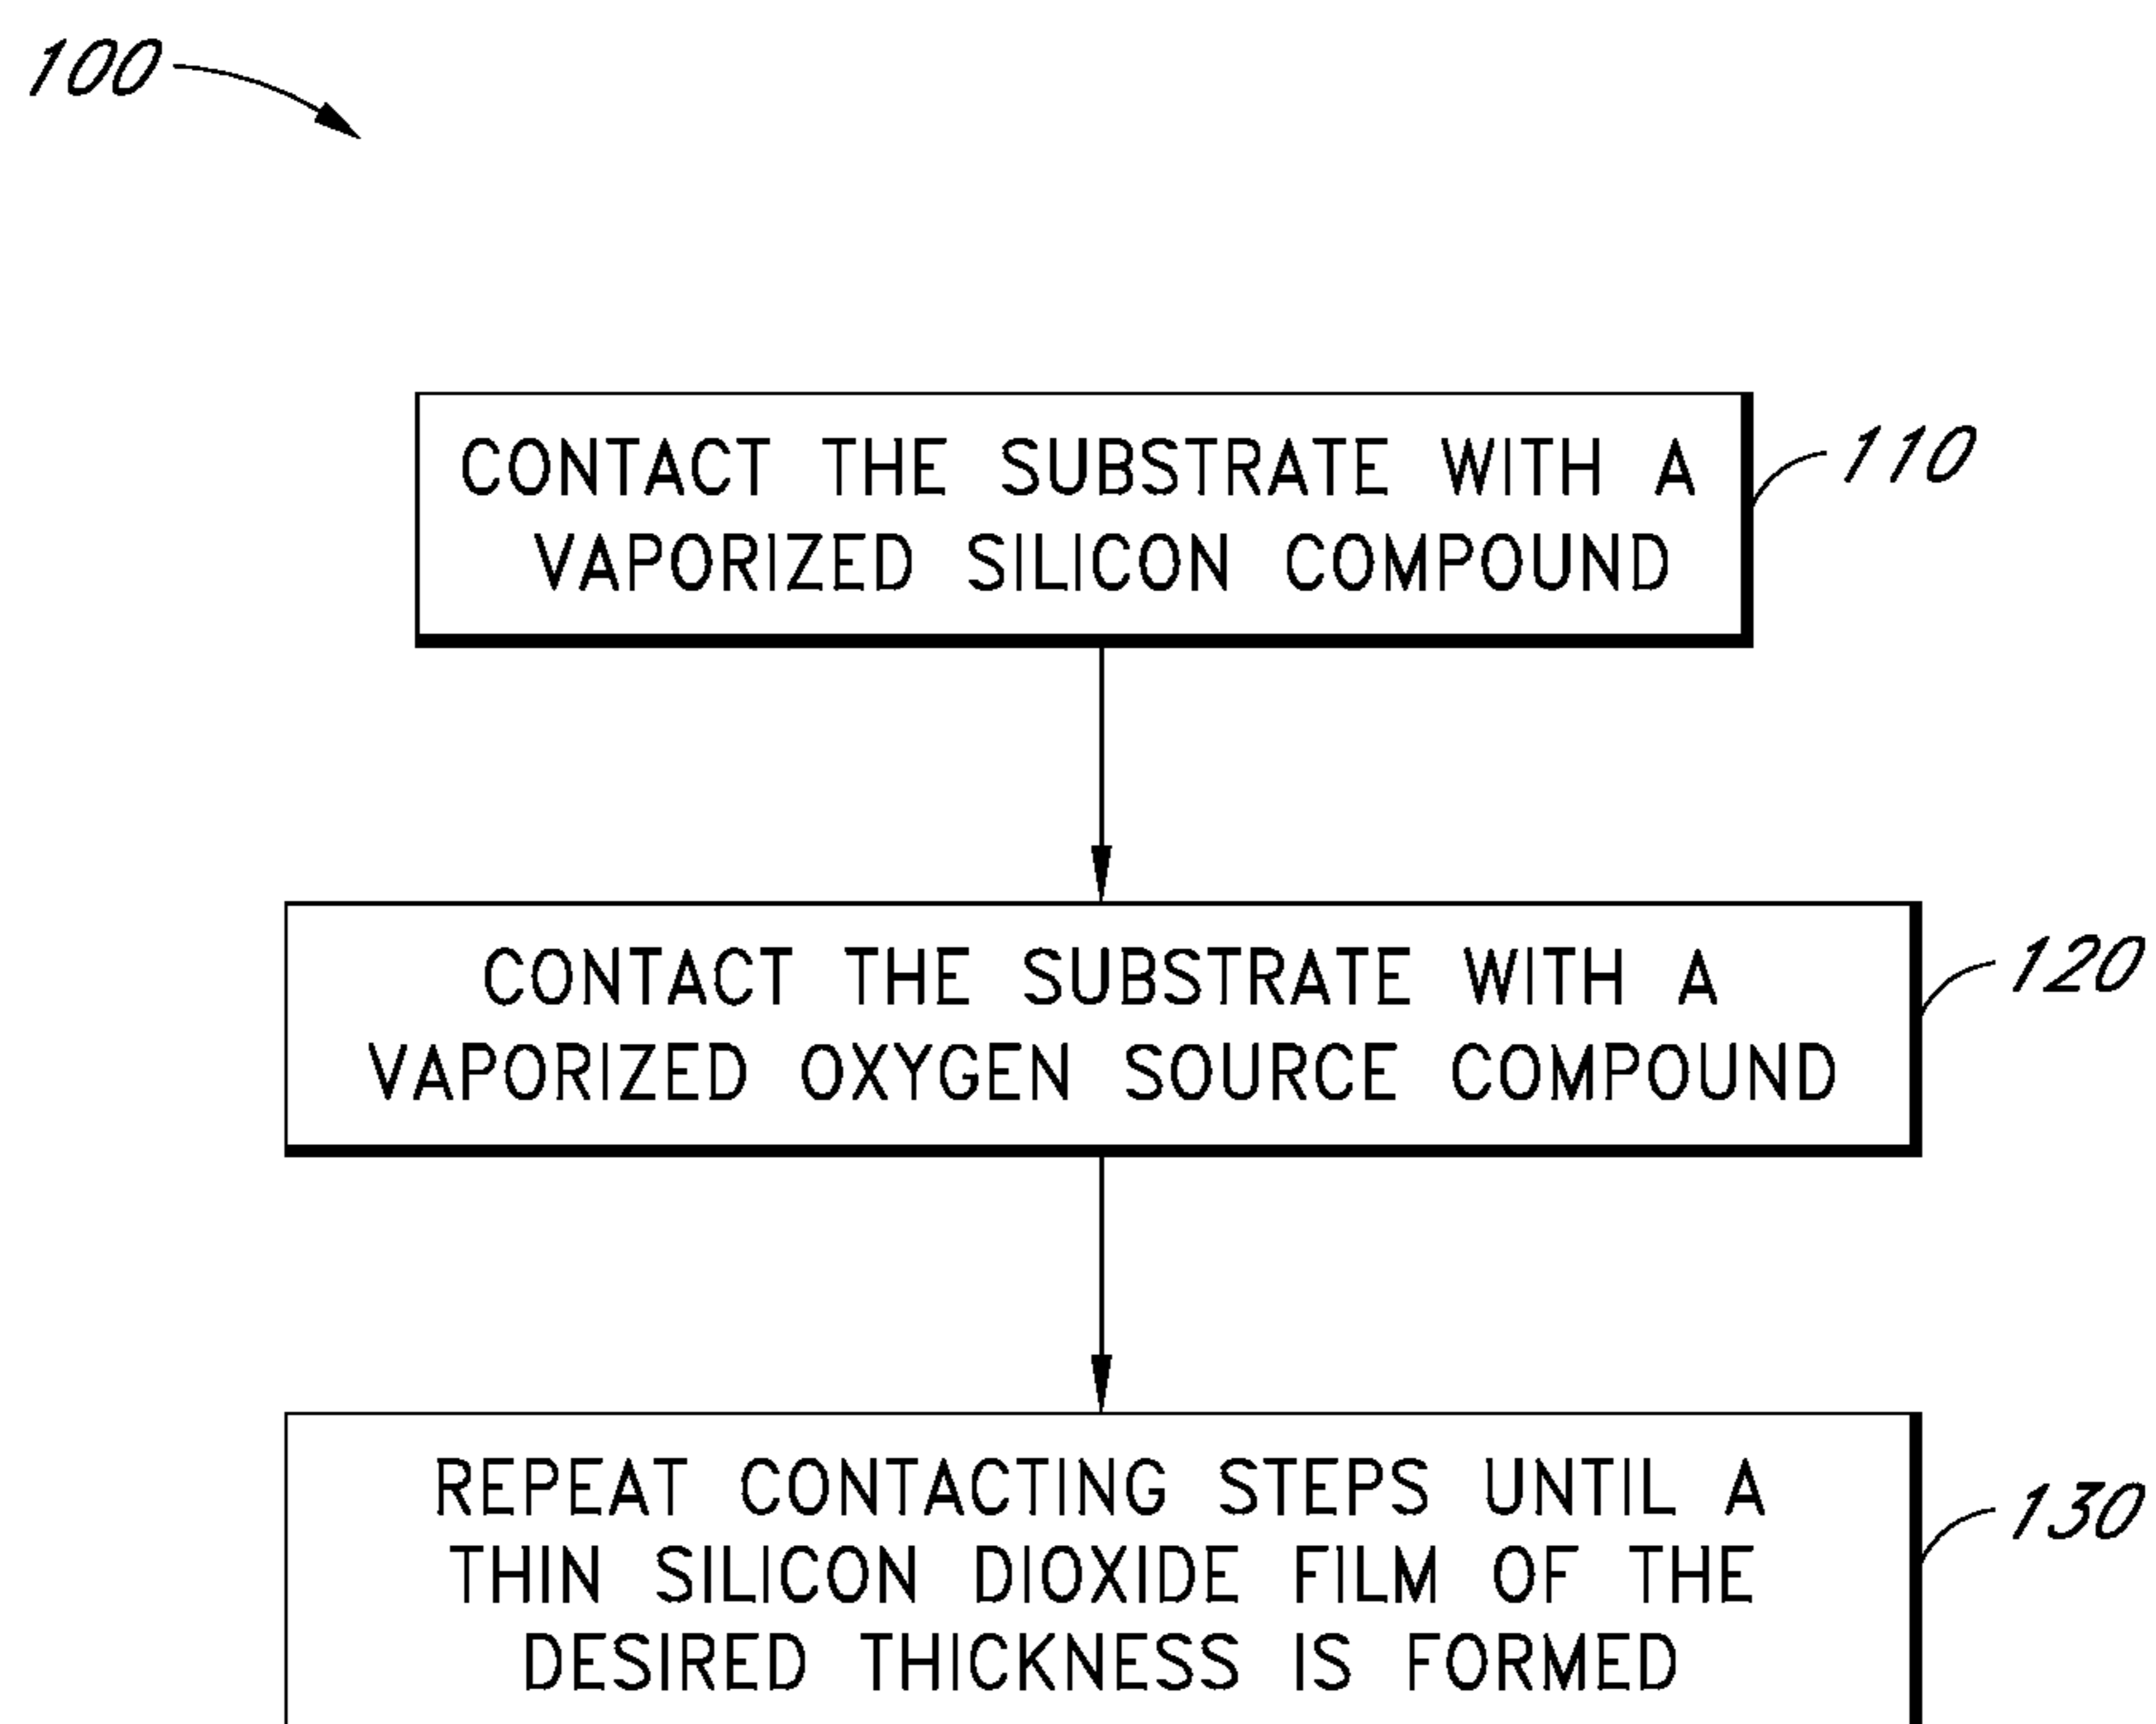 100
CONTACT THE SUBSTRATE WITH A
VAPORIZED SILICON COMPOUND
110
CONTACT THE SUBSTRATE WITH A
VAPORIZED OXYGEN SOURCE COMPOUND
120
REPEAT CONTACTING STEPS UNTIL A
THIN SILICON DIOXIDE FILM OF THE
DESIRED THICKNESS IS FORMED
130